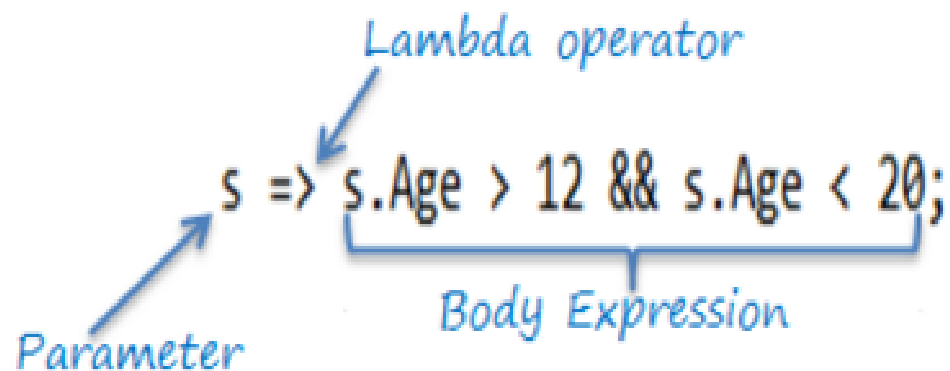 Lambda operator
s => s.Age > 12 && s.Age < 20;
Body Expression
Parameter